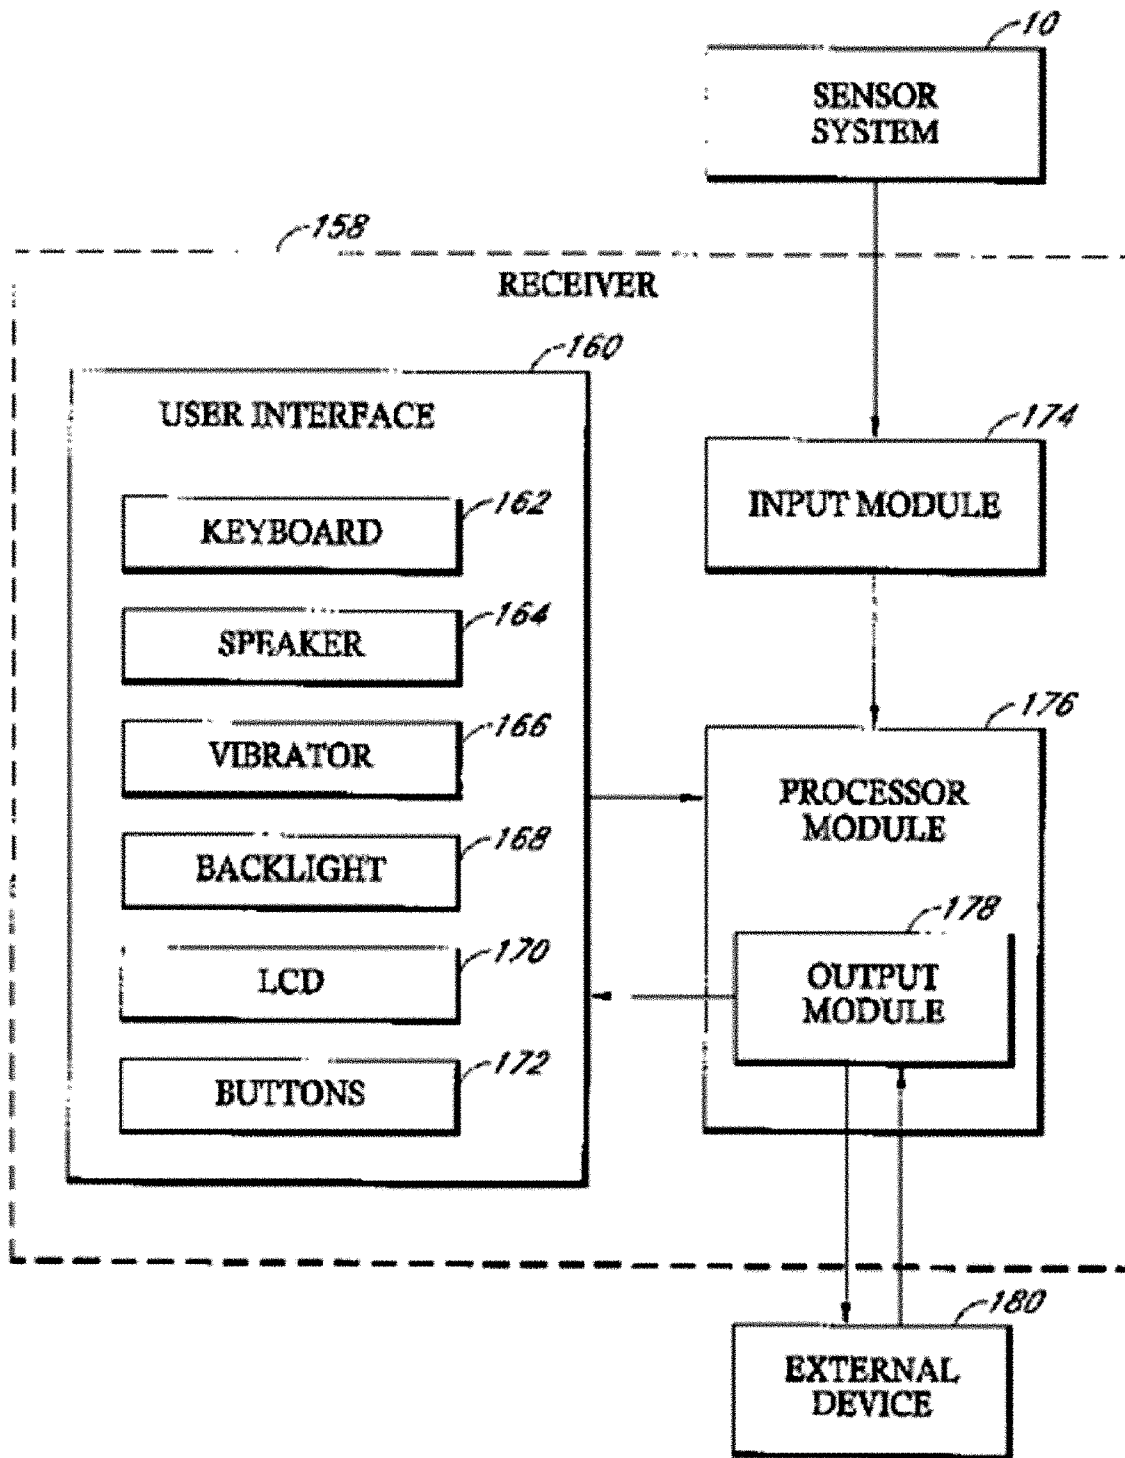 10
SENSOR
SYSTEM
158
RECEIVER
160
USER INTERFACE
174
INPUT MODULE
162
KEYBOARD
164
SPEAKER
166
VIBRATOR
168
BACKLIGHT
170
LCD
172
BUTTONS
176
PROCESSOR
MODULE
178
OUTPUT
MODULE
180
EXTERNAL
DEVICE